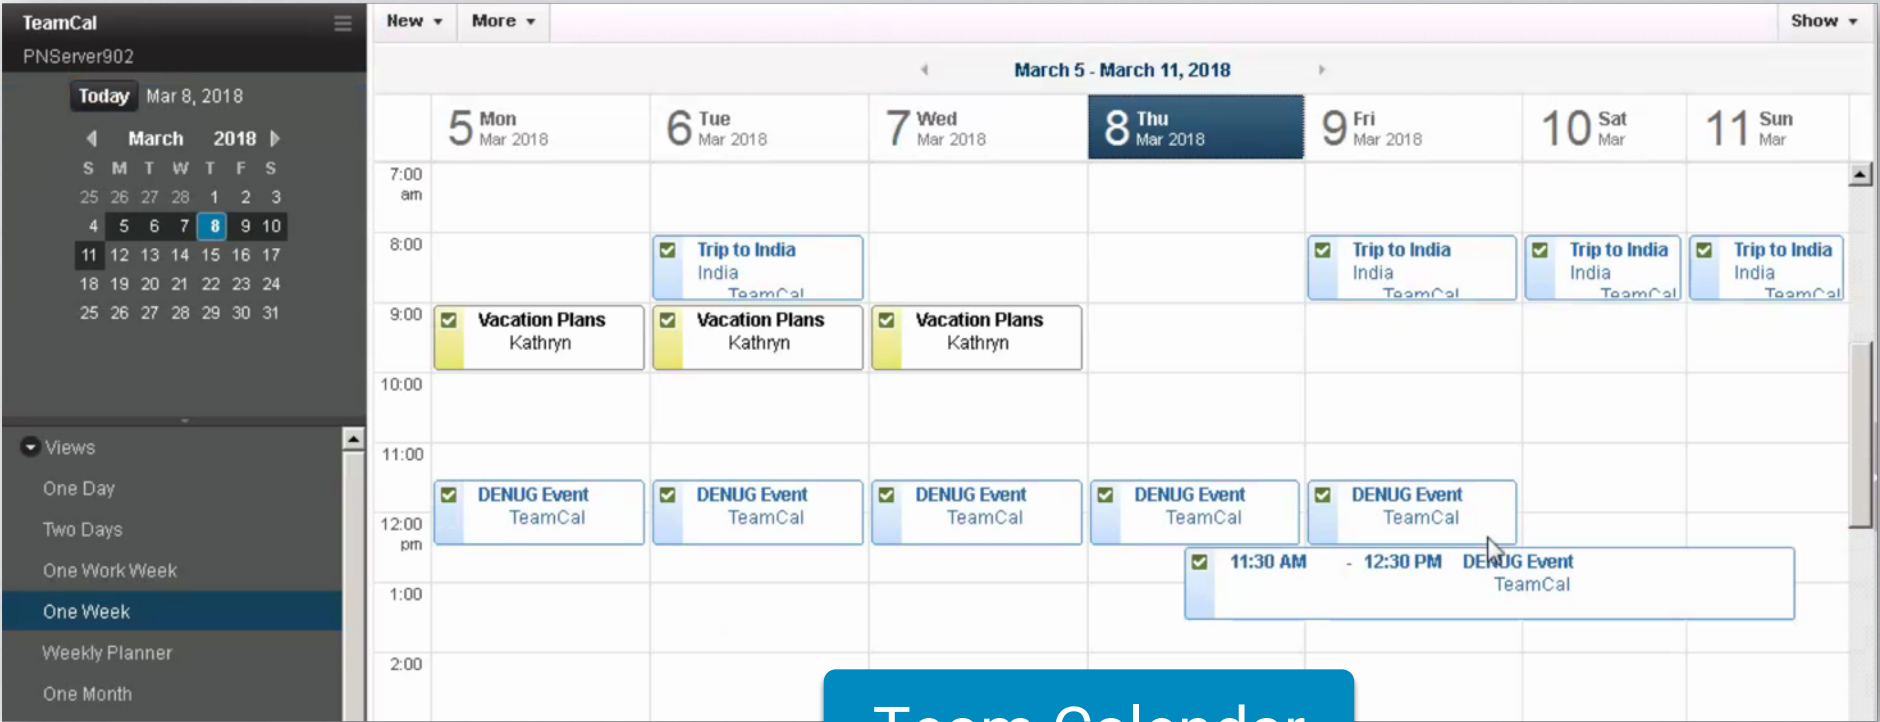 TeamCal
PNServer902
Today Mar 8, 2018
March 2018
S M T W T F S
25 26 27 28 1 2 3
4 5 6 7 8 9 10
11 12 13 14 15 16 17
18 19 20 21 22 23 24
25 26 27 28 29 30 31
Views
One Day
Two Days
One Work Week
One Week
Weekly Planner
One Month
New More Show
March 5 - March 11, 2018
5 Mon Mar 2018
6 Tue Mar 2018
7 Wed Mar 2018
8 Thu Mar 2018
9 Fri Mar 2018
10 Sat Mar
11 Sun Mar
7:00 am
8:00
Trip to India
India
TeamCal
Trip to India
India
TeamCal
Trip to India
India
TeamCal
Trip to India
India
TeamCal
9:00
Vacation Plans
Kathryn
Vacation Plans
Kathryn
Vacation Plans
Kathryn
10:00
11:00
DENUG Event
TeamCal
DENUG Event
TeamCal
DENUG Event
TeamCal
DENUG Event
TeamCal
DENUG Event
TeamCal
12:00 pm
11:30 AM - 12:30 PM DENUG Event
TeamCal
1:00
2:00
Team Calendar